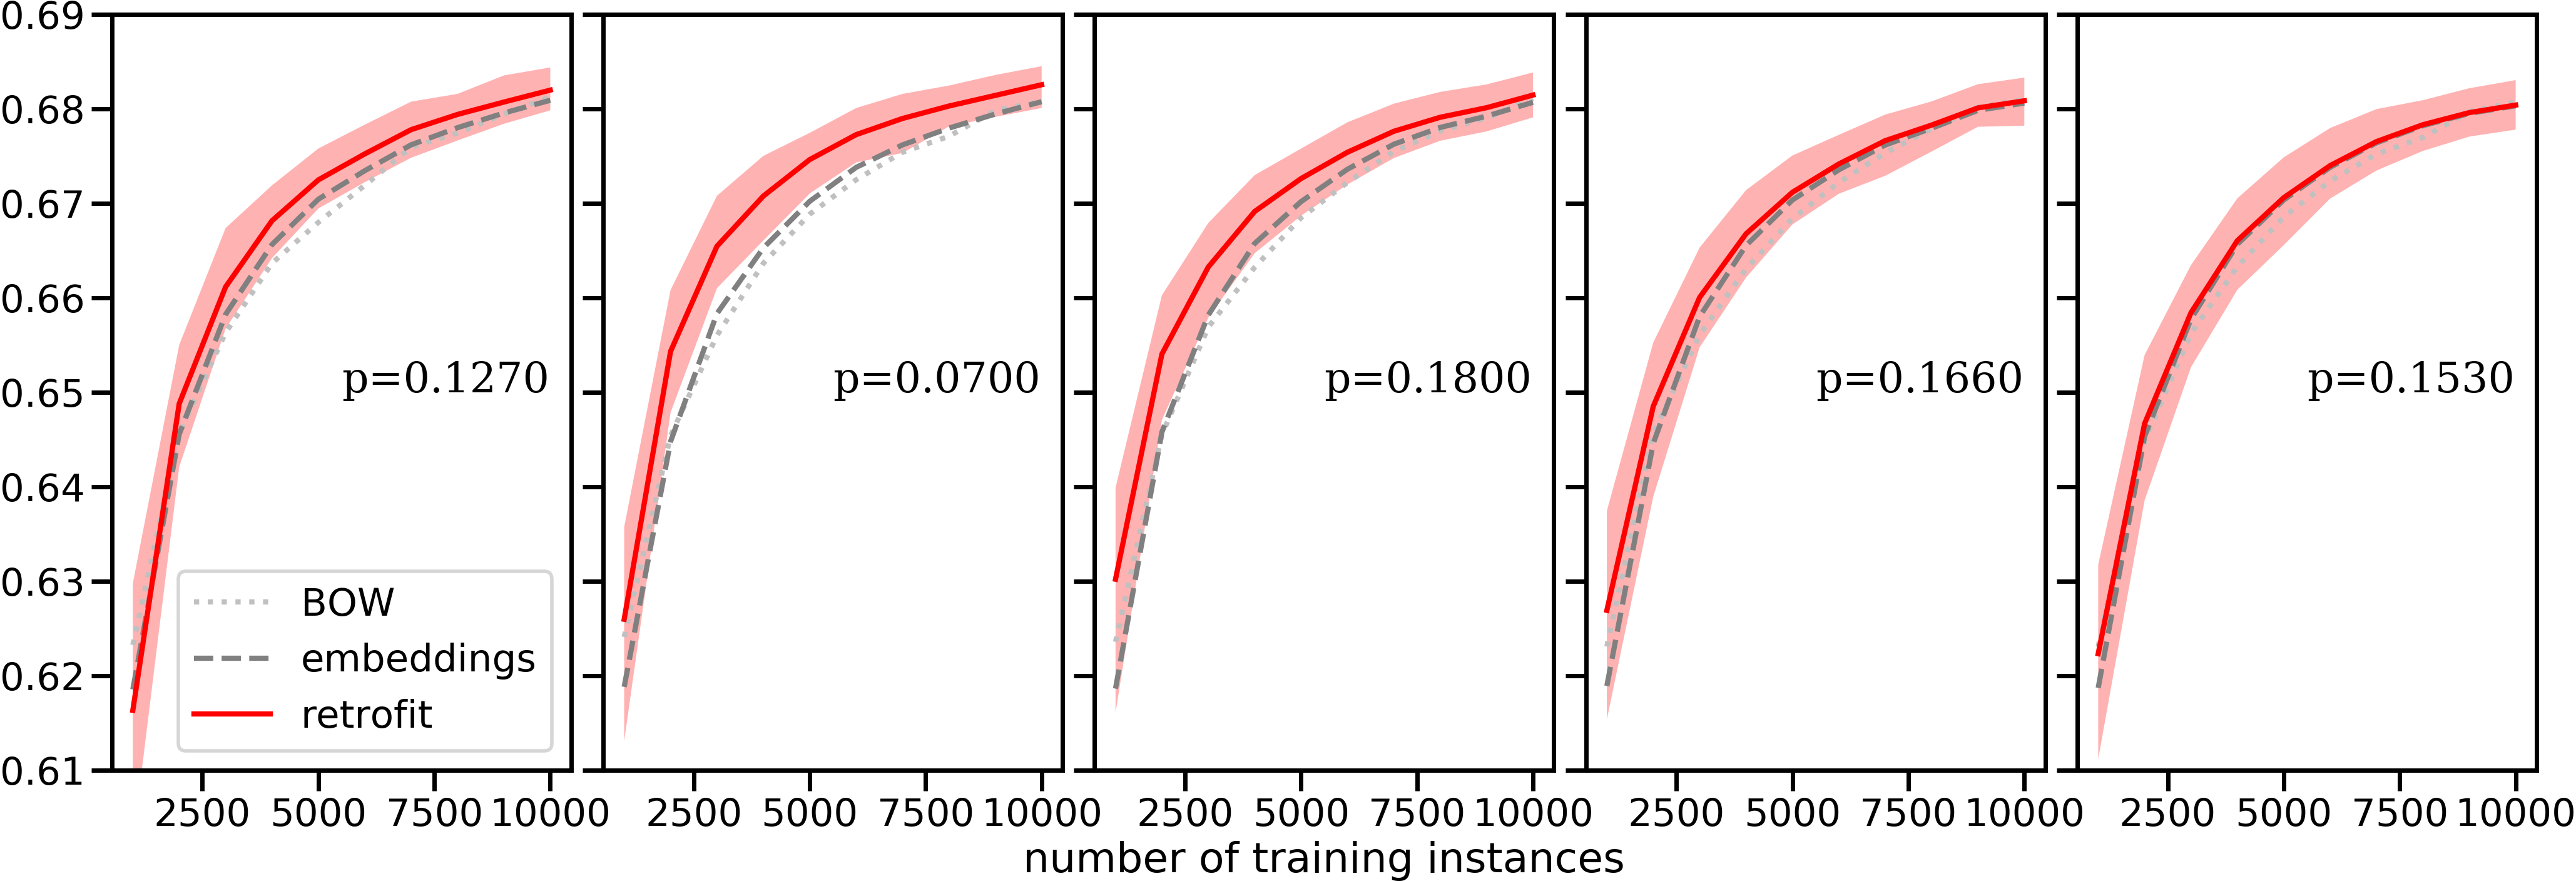 0.69
0.68
0.67
0.66
0.65
0.64
0.63
0.62
0.61
p=0.1270
p=0.0700
p=0.1800
p=0.1660
p=0.1530
BOW
embeddings
retrofit
2500 5000 7500 10000
2500 5000 7500 10000
2500 5000 7500 10000
2500 5000 7500 10000
2500 5000 7500 10000
number of training instances